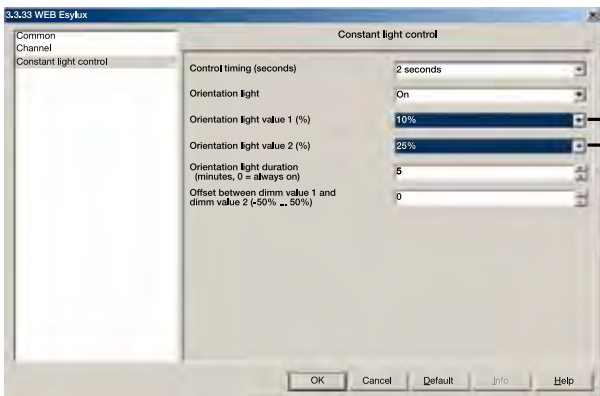 3.3.33 WEB Esylux
Common
Channel
Constant light control
Constant light control
Control timing (seconds)
2 seconds
Orientation light
On
Orientation light value 1 (%)
10%
Orientation light value 2 (%)
25%
Orientation light duration
(minutes, 0 = always on)
5
Offset between dimm value 1 and
dimm value 2 (-50% ... 50%)
0
OK
Cancel
Default
Info
Help